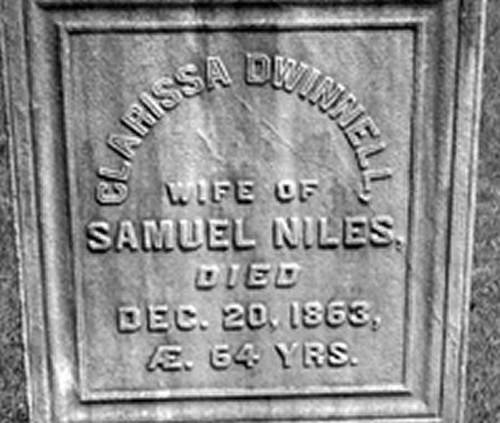 CLARISSA DWINNELL,
WIFE OF
SAMUEL NILES,
DIED
DEC. 20, 1863,
Æ. 64 YRS.